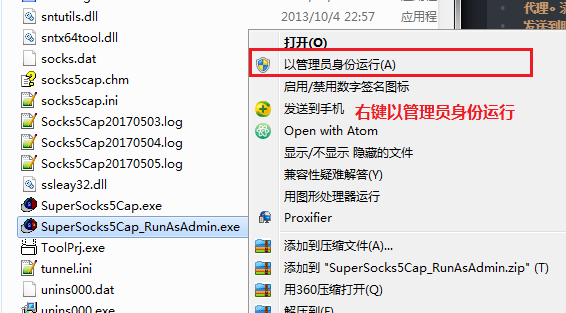 sntutils.dll
2013/10/4 22:57
应用程
代理。
sntx64tool.dll
socks.dat
socks5cap.chm
socks5cap.ini
Socks5Cap20170503.log
Socks5Cap20170504.log
Socks5Cap20170505.log
ssleay32.dll
SuperSocks5Cap.exe
SuperSocks5Cap_RunAsAdmin.exe
ToolPrj.exe
tunnel.ini
unins000.dat
unins000.exe
打开(O)
以管理员身份运行(A)
启用/禁用数字签名图标
发送到手机
右键以管理员身份运行
Open with Atom
显示/不显示 隐藏的文件
兼容性疑难解答(Y)
用图形处理器运行
Proxifier
添加到压缩文件(A)...
添加到 "SuperSocks5Cap_RunAsAdmin.zip" (T)
用360压缩打开(Q)
解压到(F)